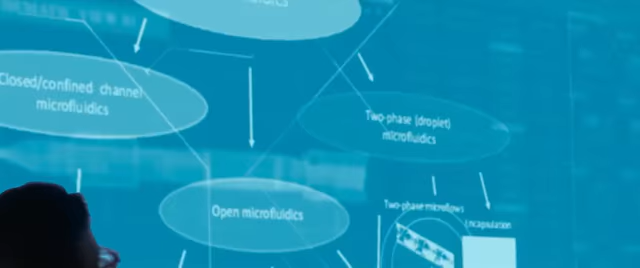 Closed/confined channel
microfluidics
Two-phase (droplet)
microfluidics
Open microfluidics
Two-phase microflows
Encapsulation